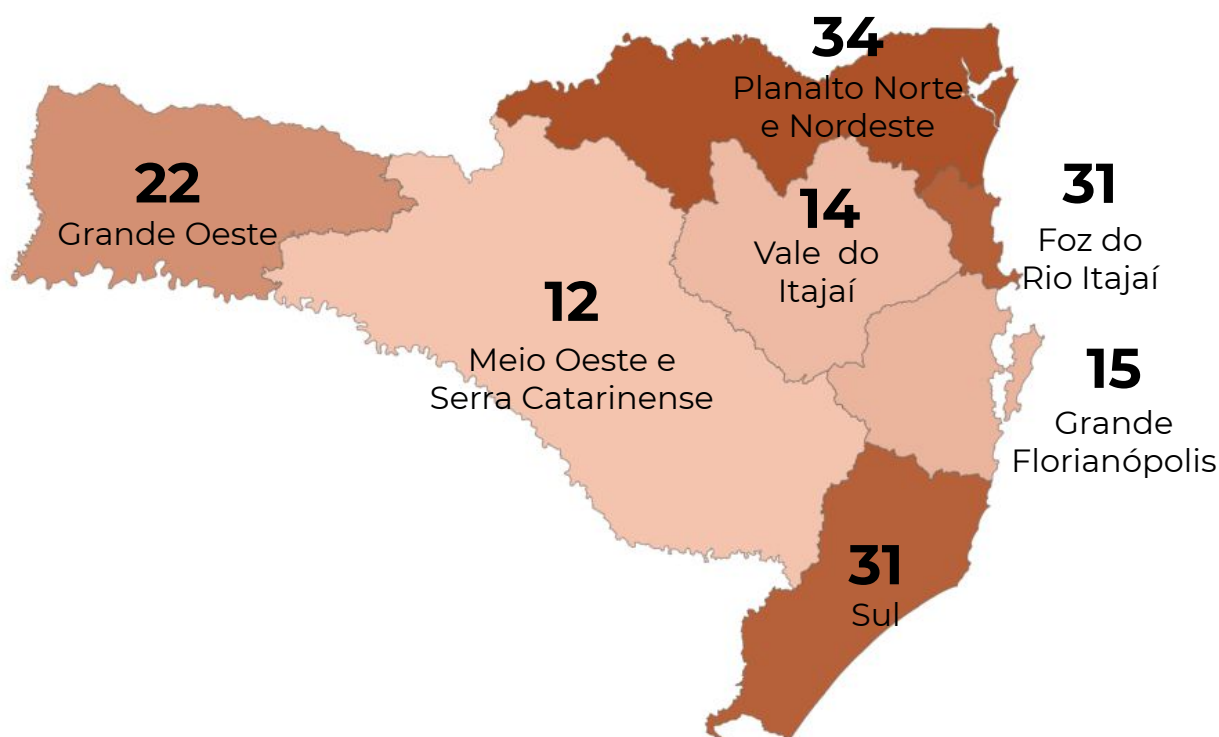 34
Planalto Norte
e Nordeste
22
Grande Oeste
14
Vale do
Itajaí
31
Foz do
Rio Itajaí
12
Meio Oeste e
Serra Catarinense
15
Grande
Florianópolis
31
Sul